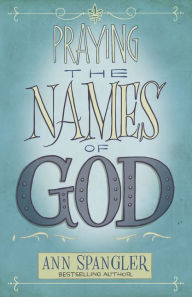 PRAYING
THE
NAMES
OF
GOD
ANN SPANGLER
BESTSELLING AUTHOR